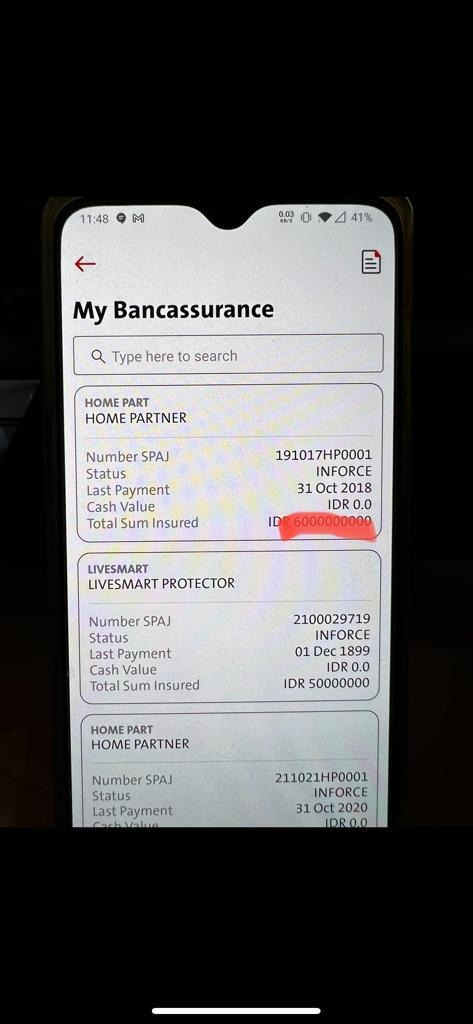 11:48
0.03
KB/S
41%
My Bancassurance
Type here to search
HOME PART
HOME PARTNER
Number SPAJ 191017HP0001
Status INFORCE
Last Payment 31 Oct 2018
Cash Value IDR 0.0
Total Sum Insured IDR 6000000000
LIVESMART
LIVESMART PROTECTOR
Number SPAJ 2100029719
Status INFORCE
Last Payment 01 Dec 1899
Cash Value IDR 0.0
Total Sum Insured IDR 50000000
HOME PART
HOME PARTNER
Number SPAJ 211021HP0001
Status INFORCE
Last Payment 31 Oct 2020
Cash Value IDR 0.0